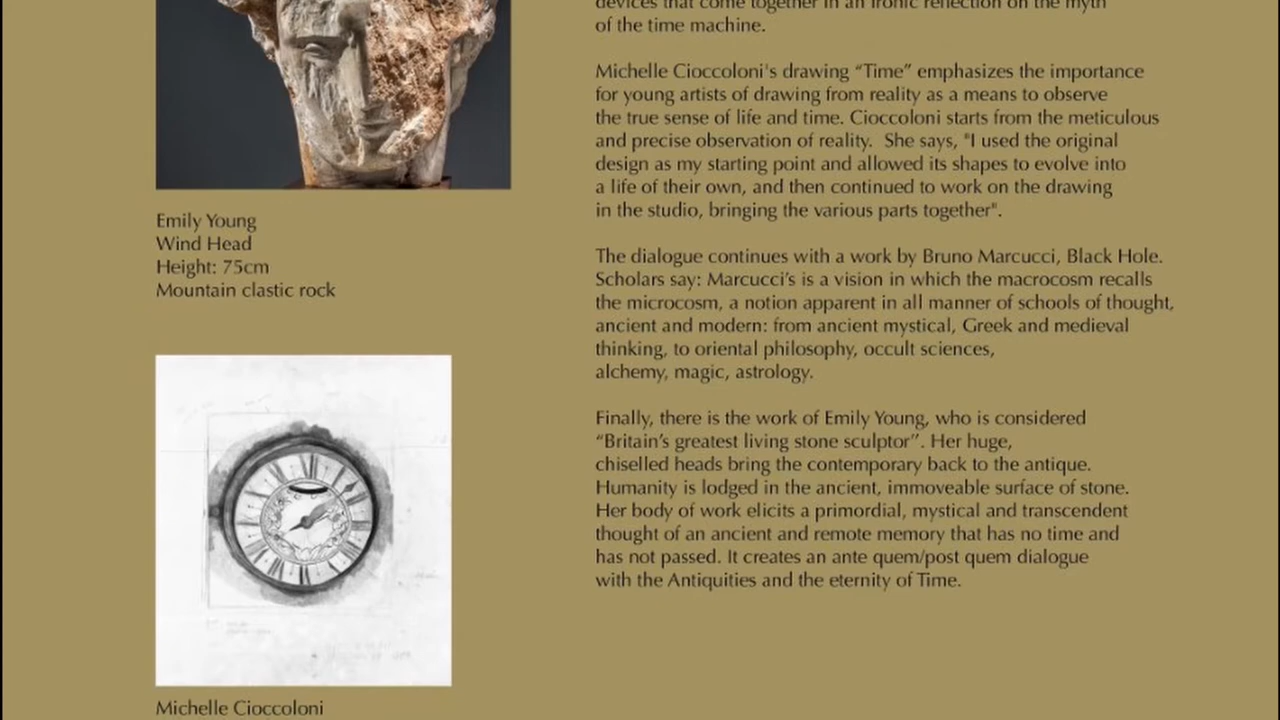 Emily Young
Wind Head
Height: 75cm
Mountain clastic rock
Michelle Cioccoloni
devices that come together in an ironic reflection on the myth
of the time machine.
Michelle Cioccoloni's drawing “Time” emphasizes the importance
for young artists of drawing from reality as a means to observe
the true sense of life and time. Cioccoloni starts from the meticulous
and precise observation of reality.  She says, "I used the original
design as my starting point and allowed its shapes to evolve into
a life of their own, and then continued to work on the drawing
in the studio, bringing the various parts together".
The dialogue continues with a work by Bruno Marcucci, Black Hole.
Scholars say: Marcucci’s is a vision in which the macrocosm recalls
the microcosm, a notion apparent in all manner of schools of thought,
ancient and modern: from ancient mystical, Greek and medieval
thinking, to oriental philosophy, occult sciences,
alchemy, magic, astrology.
Finally, there is the work of Emily Young, who is considered
“Britain’s greatest living stone sculptor”. Her huge,
chiselled heads bring the contemporary back to the antique.
Humanity is lodged in the ancient, immoveable surface of stone.
Her body of work elicits a primordial, mystical and transcendent
thought of an ancient and remote memory that has no time and
has not passed. It creates an ante quem/post quem dialogue
with the Antiquities and the eternity of Time.